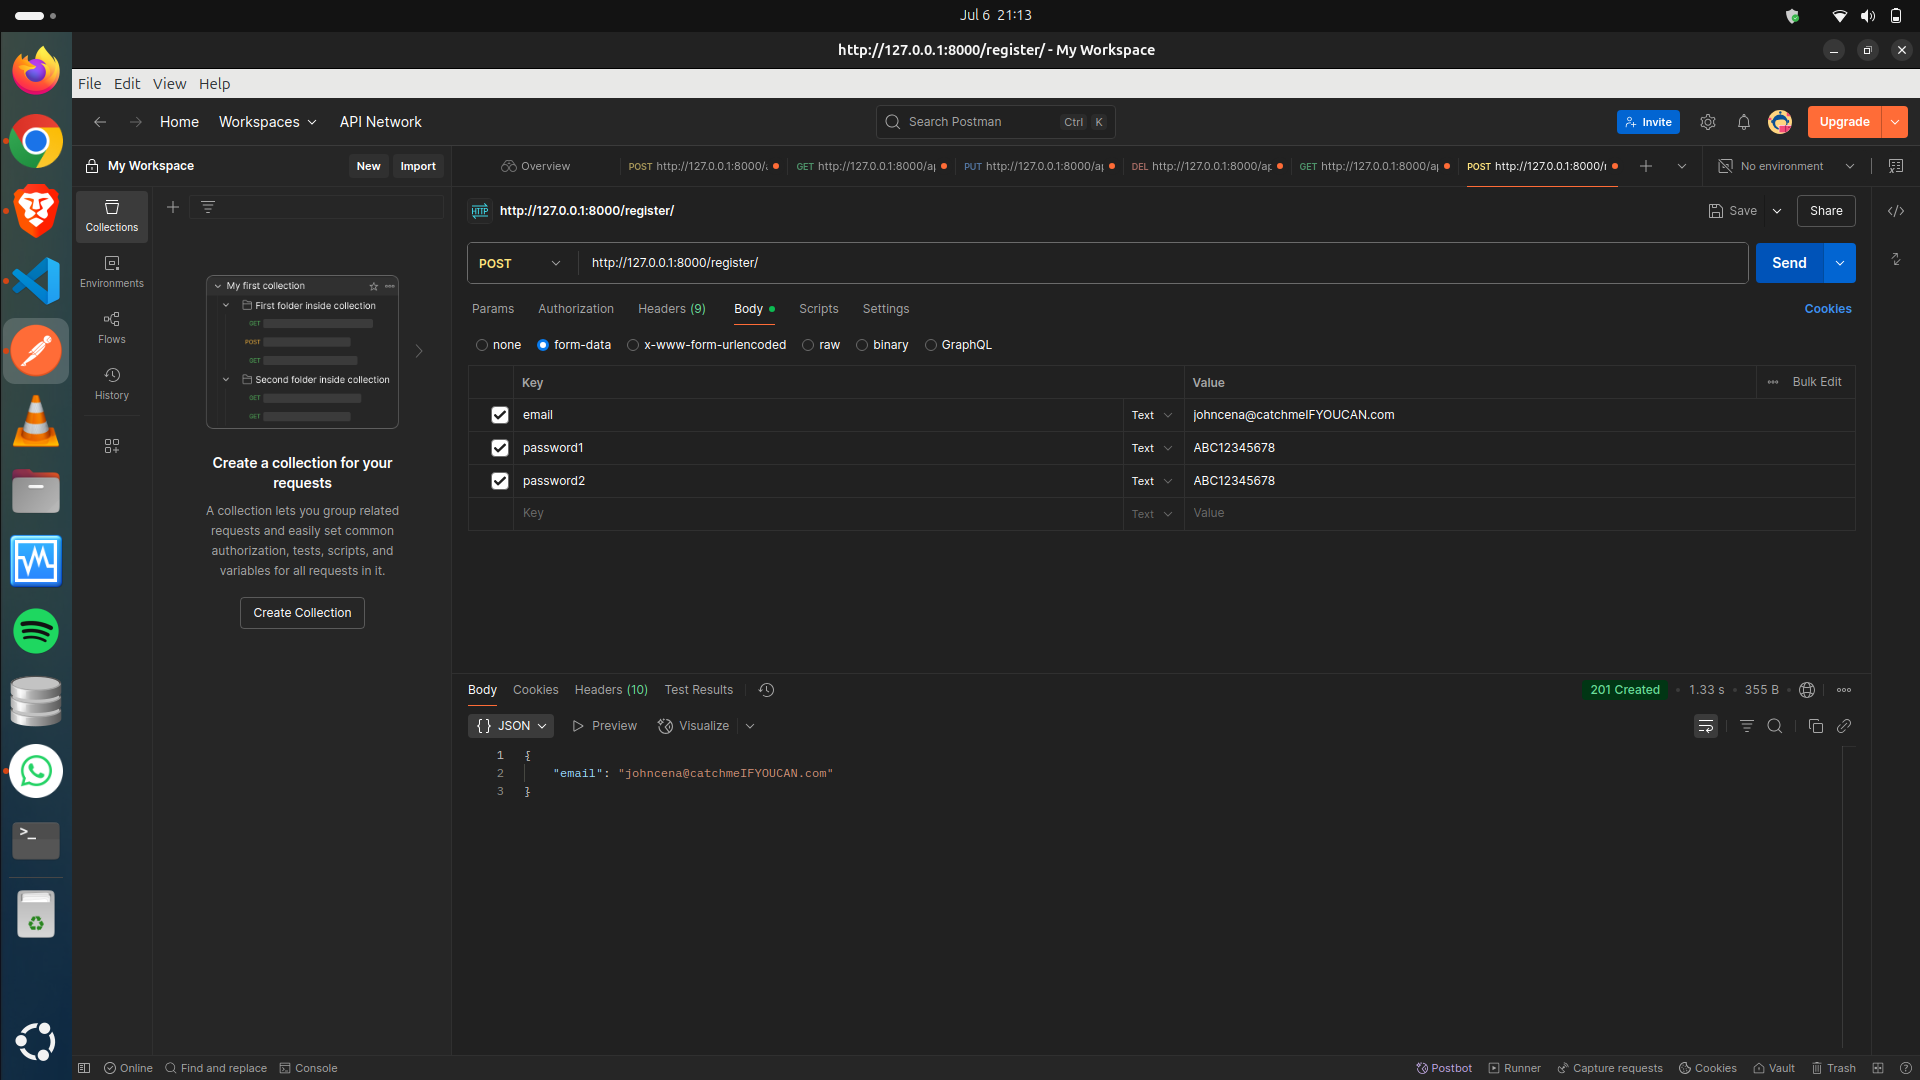 Jul 6 21:13
http://127.0.0.1:8000/register/ - My Workspace
File Edit View Help
Home Workspaces API Network
Search Postman Ctrl K
Invite
Upgrade
My Workspace New Import
Overview
POST http://127.0.0.1:8000/
GET http://127.0.0.1:8000/a
PUT http://127.0.0.1:8000/a
DEL http://127.0.0.1:8000/a
GET http://127.0.0.1:8000/a
POST http://127.0.0.1:8000/r
No environment
Collections
Environments
Flows
History
My first collection
First folder inside collection
GET
POST
GET
Second folder inside collection
GET
GET
Create a collection for your
requests
A collection lets you group related
requests and easily set common
authorization, tests, scripts, and
variables for all requests in it.
Create Collection
HTTP http://127.0.0.1:8000/register/
Save Share
POST http://127.0.0.1:8000/register/ Send
Params Authorization Headers (9) Body Scripts Settings Cookies
none form-data x-www-form-urlencoded raw binary GraphQL
Key Value Bulk Edit
email Text johncena@catchmeIFYOUCAN.com
password1 Text ABC12345678
password2 Text ABC12345678
Key Text Value
Body Cookies Headers (10) Test Results 201 Created 1.33 s 355 B
{} JSON Preview Visualize
1 {
2 "email": "johncena@catchmeIFYOUCAN.com"
3 }
Online Find and replace Console Postbot Runner Capture requests Cookies Vault Trash